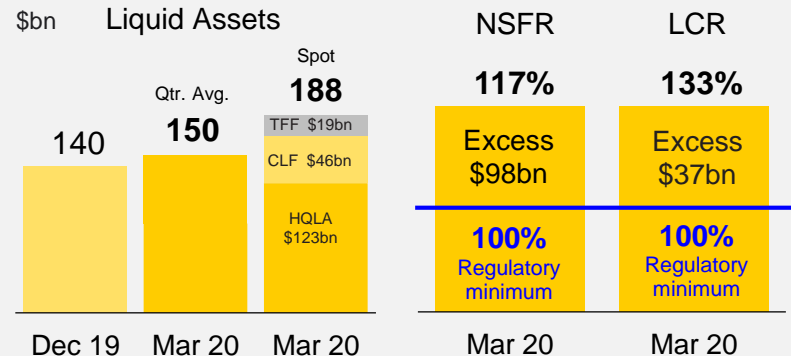 $bn
Liquid Assets
140
Qtr. Avg.
150
Spot
188
TFF $19bn
CLF $46bn
HQLA
$123bn
Dec 19
Mar 20
Mar 20
NSFR
117%
Excess
$98bn
100%
Regulatory
minimum
Mar 20
LCR
133%
Excess
$37bn
100%
Regulatory
minimum
Mar 20